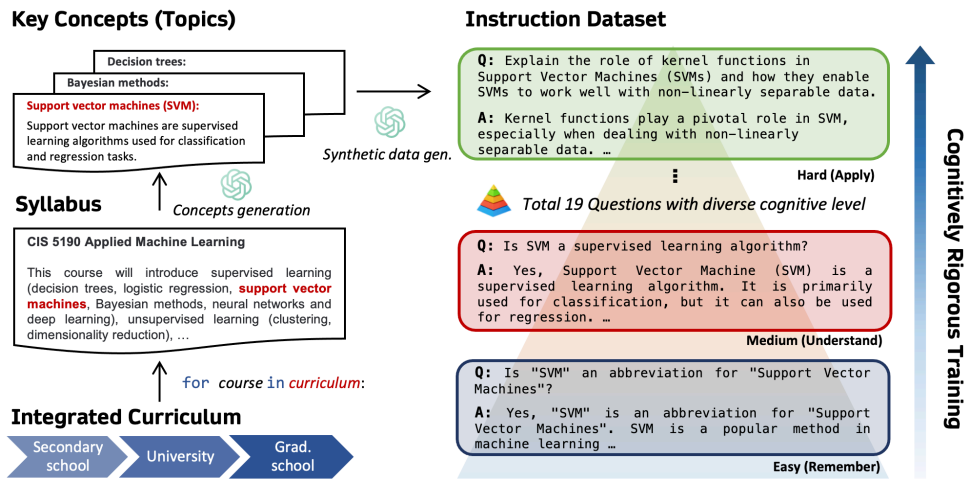 Key Concepts (Topics)
Decision trees:
Bayesian methods:
Support vector machines (SVM):
Support vector machines are supervised
learning algorithms used for classification
and regression tasks.
Synthetic data gen.
Concepts generation
Syllabus
CIS 5190 Applied Machine Learning
This course will introduce supervised learning
(decision trees, logistic regression, support vector
machines, Bayesian methods, neural networks and
deep learning), unsupervised learning (clustering,
dimensionality reduction), ...
for course in curriculum:
Integrated Curriculum
Secondary
school
University
Grad.
school
Instruction Dataset
Q: Explain the role of kernel functions in
Support Vector Machines (SVMs) and how they enable
SVMs to work well with non-linearly separable data.
A: Kernel functions play a pivotal role in SVM,
especially when dealing with non-linearly
separable data. ...
Hard (Apply)
Total 19 Questions with diverse cognitive level
Q: Is SVM a supervised learning algorithm?
A: Yes, Support Vector Machine (SVM) is a
supervised learning algorithm. It is primarily
used for classification, but it can also be used
for regression. ...
Medium (Understand)
Q: Is "SVM" an abbreviation for "Support Vector
Machines"?
A: Yes, "SVM" is an abbreviation for "Support
Vector Machines". SVM is a popular method in
machine learning ...
Easy (Remember)
Cognitively Rigorous Training